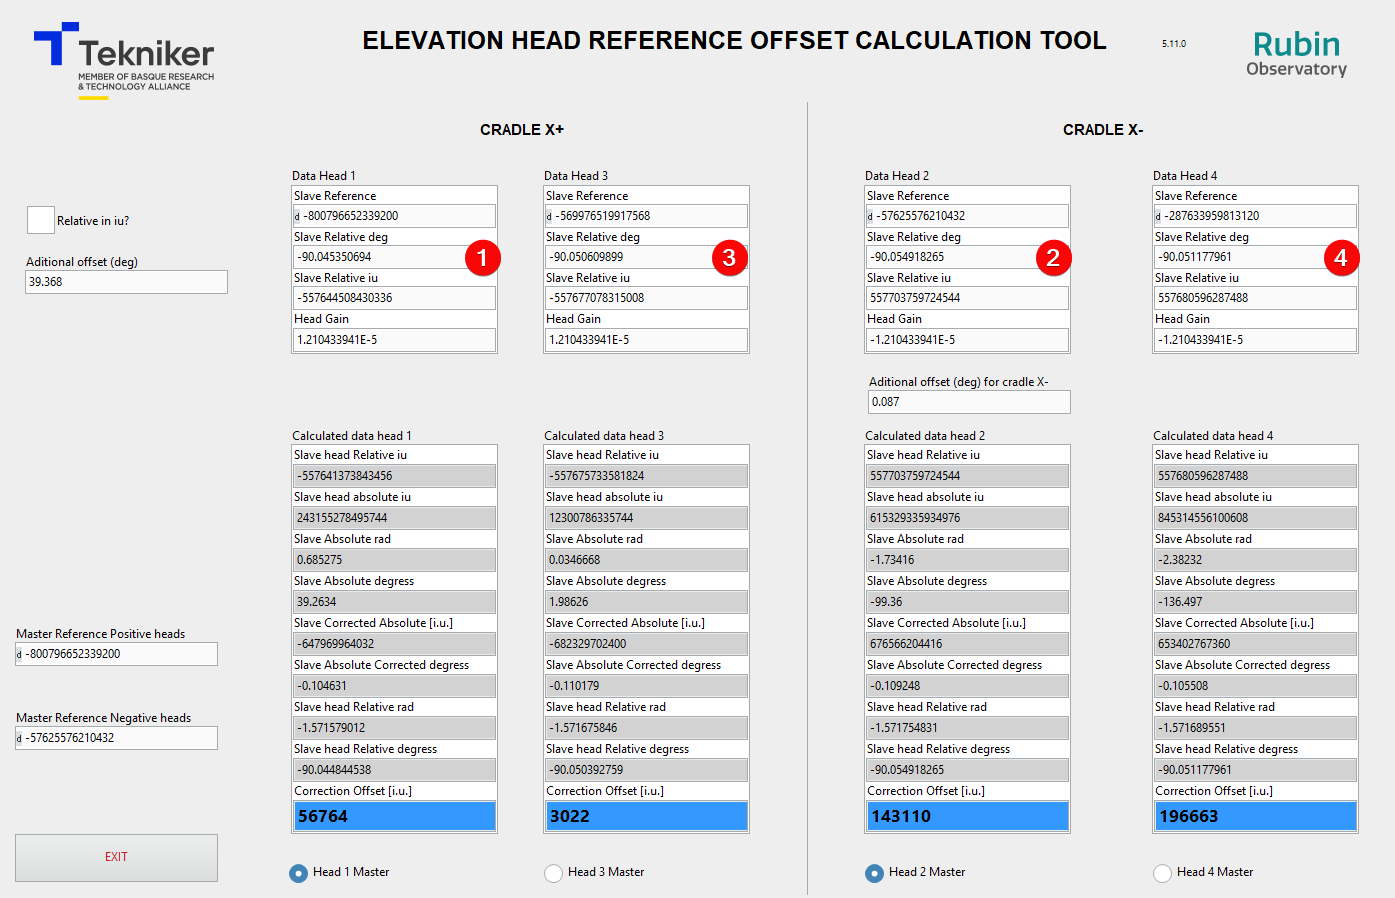 Tekniker
MEMBER OF BASQUE RESEARCH
& TECHNOLOGY ALLIANCE
ELEVATION HEAD REFERENCE OFFSET CALCULATION TOOL
5.11.0
Rubin
Observatory
Relative in iu?
Aditional offset (deg)
39.368
Master Reference Positive heads
d -800796652339200
Master Reference Negative heads
d -57625576210432
EXIT
CRADLE X+
Data Head 1
Slave Reference
d -800796652339200
Slave Relative deg
-90.045350694
1
Slave Relative iu
-557644508430336
Head Gain
1.210433941E-5
Data Head 3
Slave Reference
d -569976519917568
Slave Relative deg
-90.050609899
3
Slave Relative iu
-557677078315008
Head Gain
1.210433941E-5
Calculated data head 1
Slave head Relative iu
-557641373843456
Slave head absolute iu
243155278495744
Slave Absolute rad
0.685275
Slave Absolute degress
39.2634
Slave Corrected Absolute [i.u.]
-647969964032
Slave Absolute Corrected degress
-0.104631
Slave head Relative rad
-1.571579012
Slave head Relative degress
-90.044844538
Correction Offset [i.u.]
56764
Head 1 Master
Calculated data head 3
Slave head Relative iu
-557675733581824
Slave head absolute iu
12300786335744
Slave Absolute rad
0.0346668
Slave Absolute degress
1.98626
Slave Corrected Absolute [i.u.]
-682329702400
Slave Absolute Corrected degress
-0.110179
Slave head Relative rad
-1.571675846
Slave head Relative degress
-90.050392759
Correction Offset [i.u.]
3022
Head 3 Master
CRADLE X-
Data Head 2
Slave Reference
d -57625576210432
Slave Relative deg
-90.054918265
2
Slave Relative iu
557703759724544
Head Gain
-1.210433941E-5
Data Head 4
Slave Reference
d -287633959813120
Slave Relative deg
-90.051177961
4
Slave Relative iu
557680596287488
Head Gain
-1.210433941E-5
Aditional offset (deg) for cradle X-
0.087
Calculated data head 2
Slave head Relative iu
557703759724544
Slave head absolute iu
615329335934976
Slave Absolute rad
-1.73416
Slave Absolute degress
-99.36
Slave Corrected Absolute [i.u.]
676566204416
Slave Absolute Corrected degress
-0.109248
Slave head Relative rad
-1.571754831
Slave head Relative degress
-90.054918265
Correction Offset [i.u.]
143110
Head 2 Master
Calculated data head 4
Slave head Relative iu
557680596287488
Slave head absolute iu
845314556100608
Slave Absolute rad
-2.38232
Slave Absolute degress
-136.497
Slave Corrected Absolute [i.u.]
653402767360
Slave Absolute Corrected degress
-0.105508
Slave head Relative rad
-1.571689551
Slave head Relative degress
-90.051177961
Correction Offset [i.u.]
196663
Head 4 Master